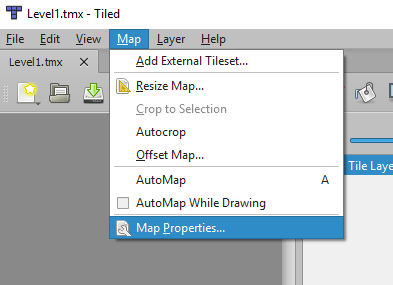 Level1.tmx - Tiled
File Edit View Map Layer Help
Level1.tmx
Add External Tileset...
Resize Map...
Crop to Selection
Autocrop
Offset Map...
AutoMap A
AutoMap While Drawing
Map Properties...
Tile Laye